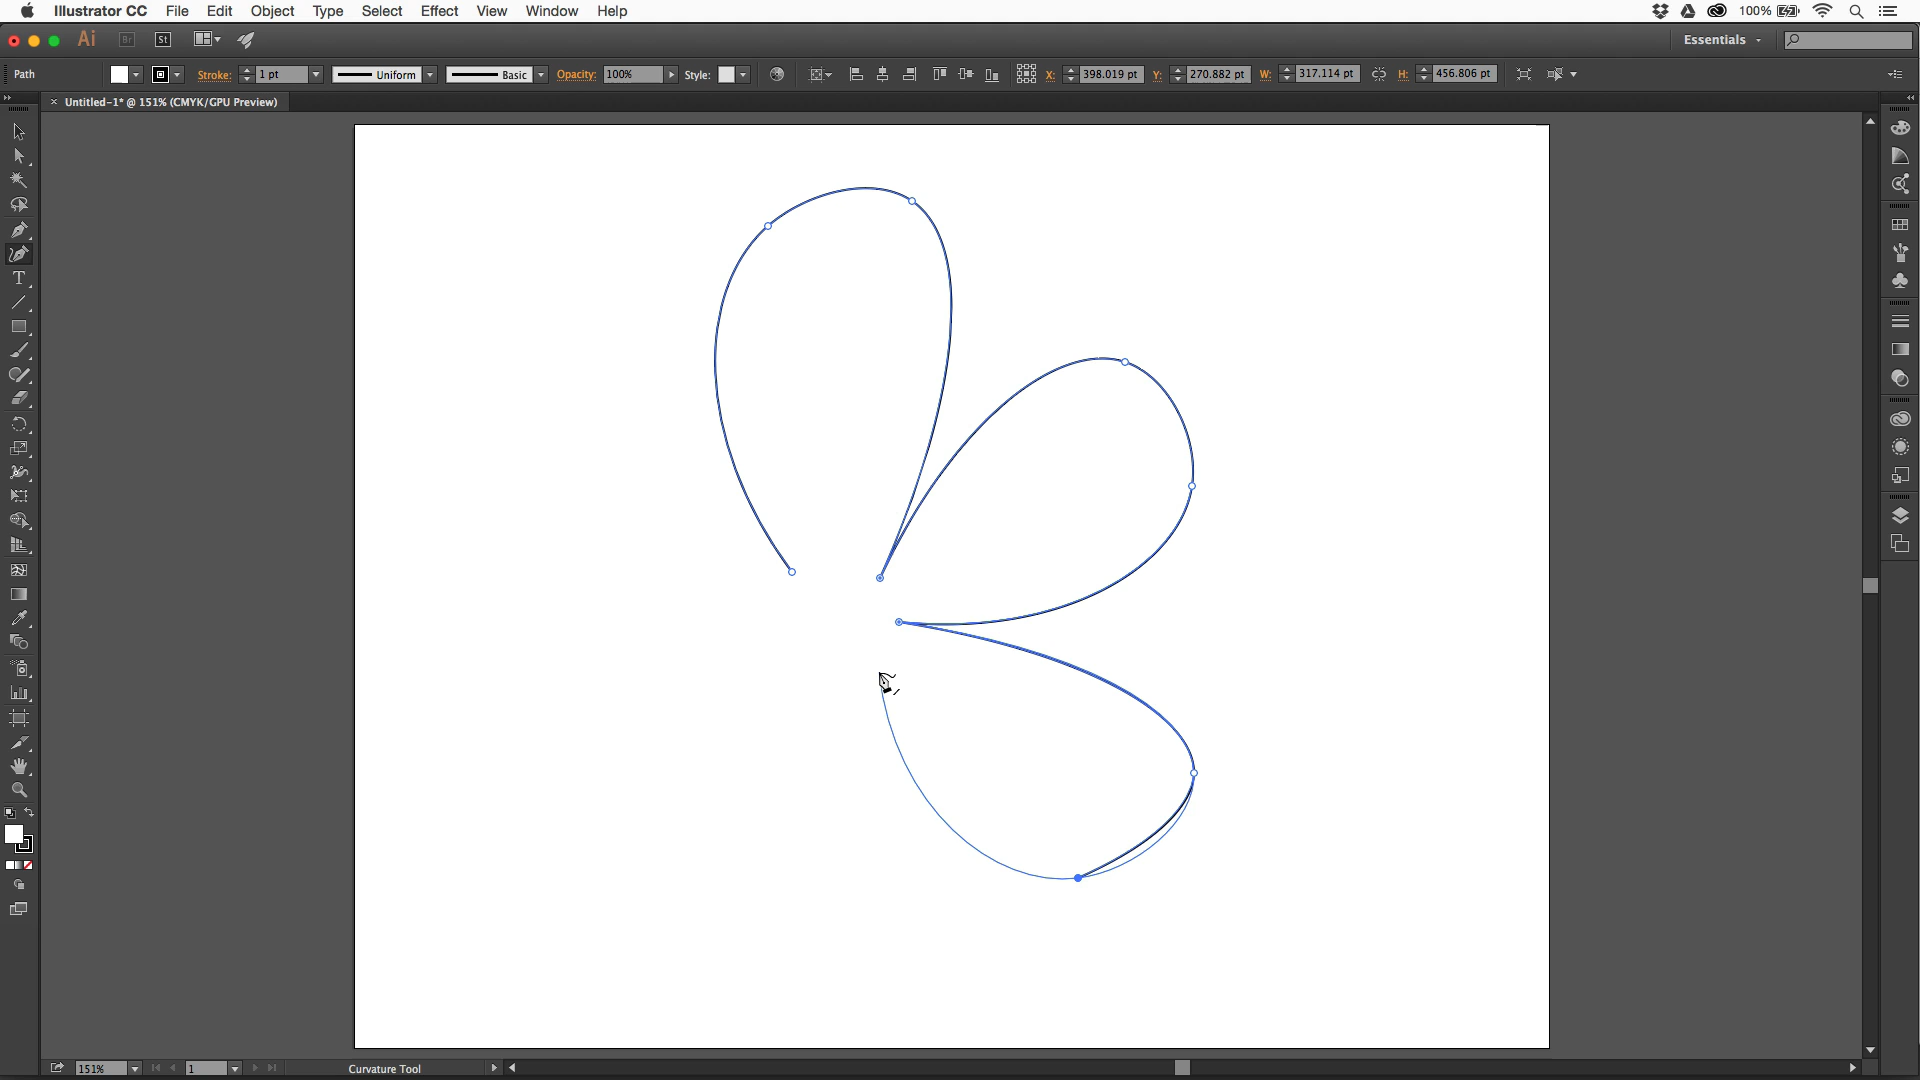 Illustrator CC File Edit Object Type Select Effect View Window Help 100%
Ai Br St Essentials
Path Stroke: 1 pt Uniform Basic Opacity: 100% Style: X: 398.019 pt Y: 270.882 pt W: 317.114 pt H: 456.806 pt
× Untitled-1* @ 151% (CMYK/GPU Preview)
T
151% 1 Curvature Tool